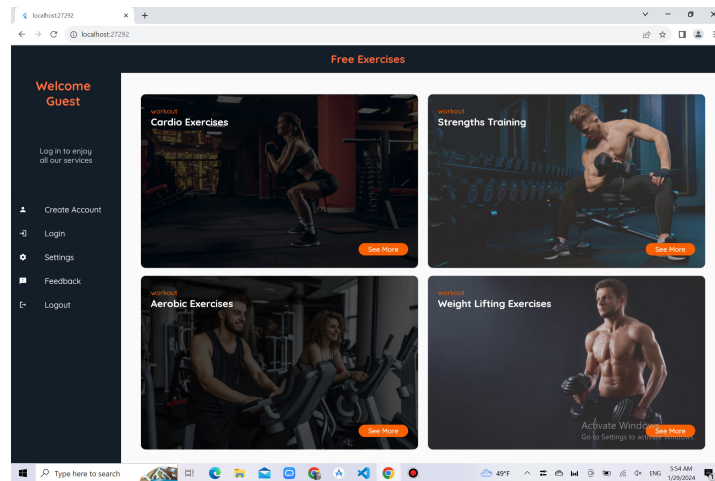 localhost:27292
localhost:27292
Free Exercises
Welcome
Guest
Log in to enjoy
all our services
Create Account
Login
Settings
Feedback
Logout
workout
Cardio Exercises
See More
workout
Strengths Training
See More
workout
Aerobic Exercises
See More
workout
Weight Lifting Exercises
See More
Activate Windows
Go to Settings to activate Windows.
Type here to search
49°F
ENG
5:54 AM
1/29/2024